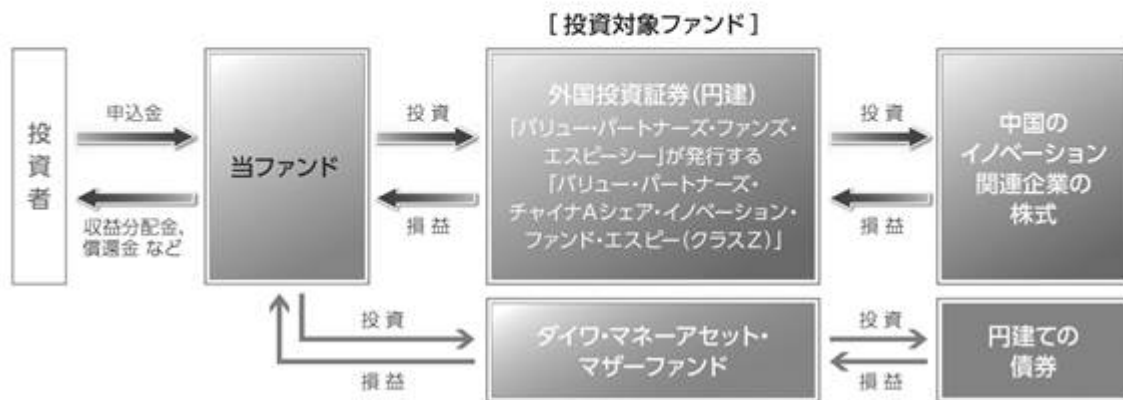 [投資対象ファンド]
投資者
申込金
収益分配金、
償還金 など
当ファンド
投資
損益
外国投資証券(円建)
「バリュー・パートナーズ・ファンズ・
エスピーシー」が発行する
「バリュー・パートナーズ・
チャイナAシェア・イノベーション・
ファンド・エスピー(クラスZ)」
投資
損益
中国の
イノベーション
関連企業の
株式
投資
損益
ダイワ・マネーアセット・
マザーファンド
投資
損益
円建ての
債券